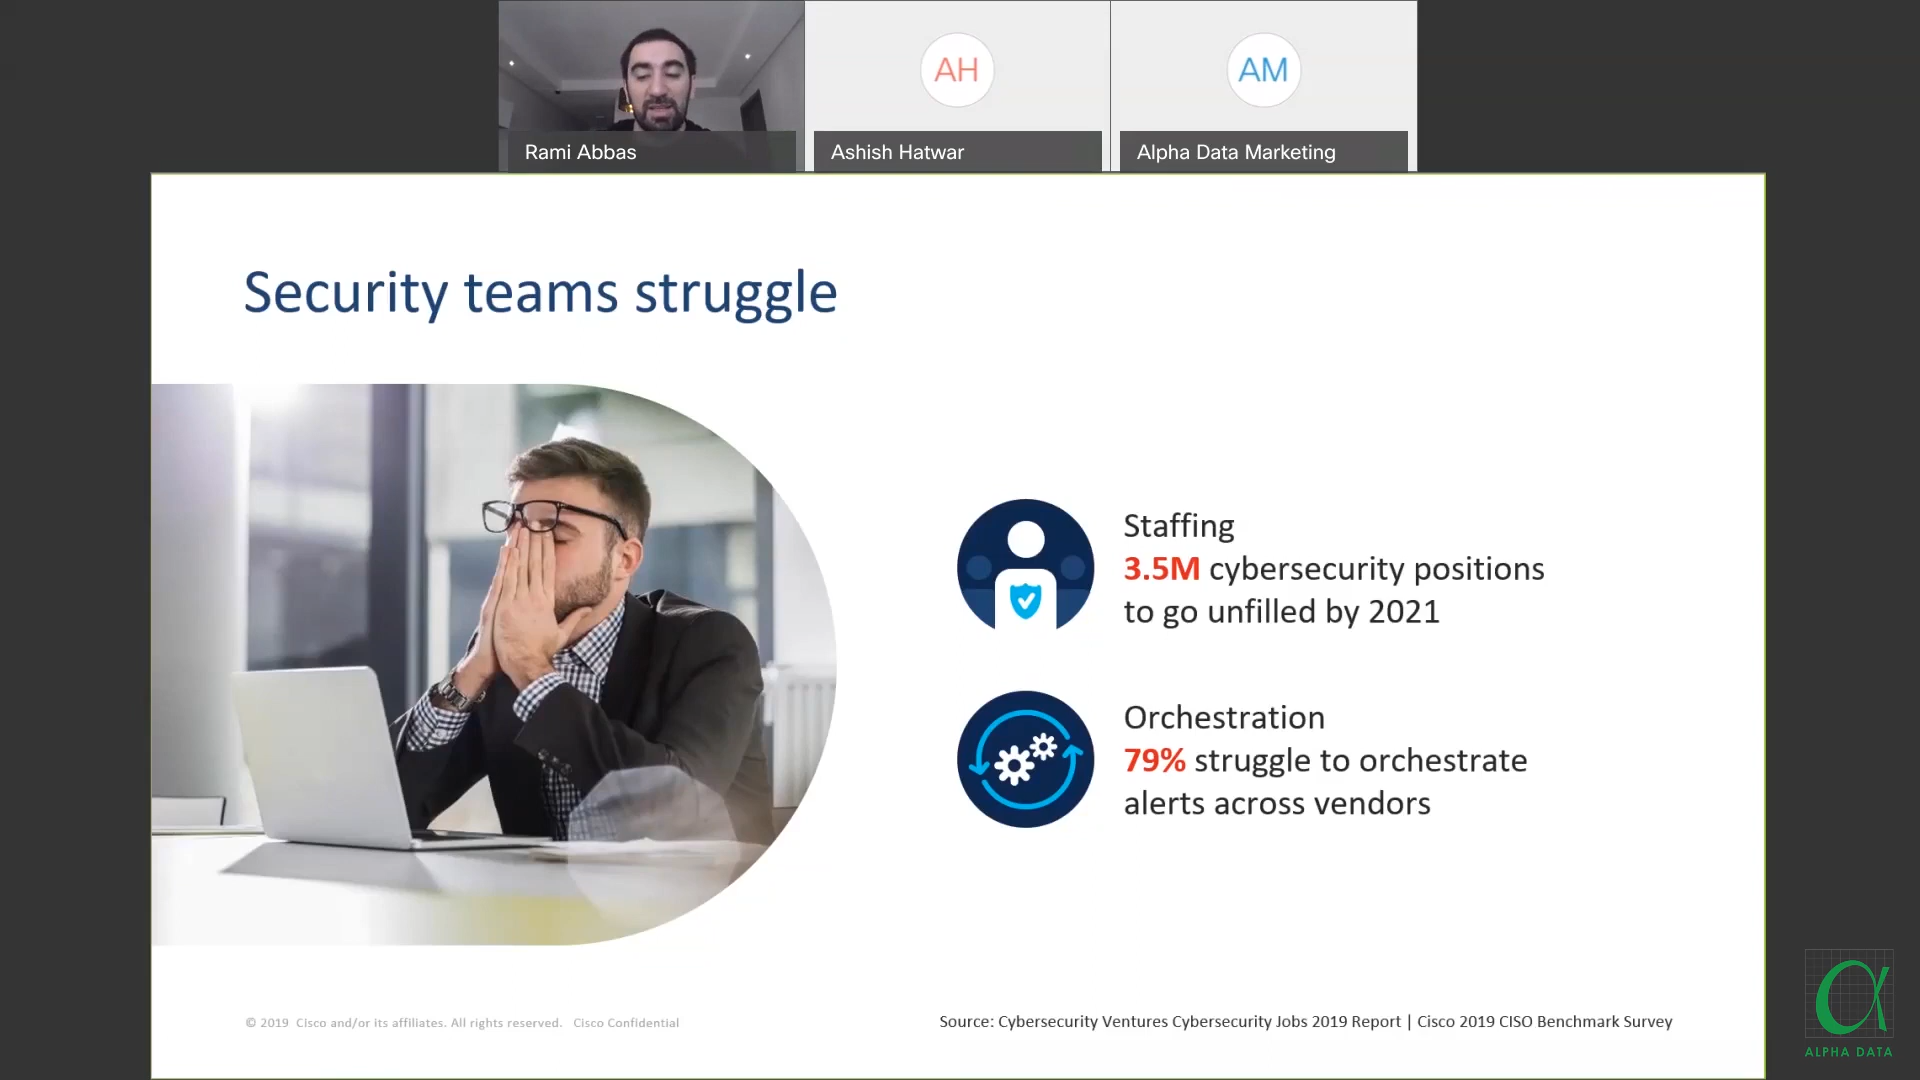 AH
AM
Rami Abbas
Ashish Hatwar
Alpha Data Marketing
Security teams struggle
Staffing
3.5M cybersecurity positions
to go unfilled by 2021
Orchestration
79% struggle to orchestrate
alerts across vendors
© 2019 Cisco and/or its affiliates. All rights reserved. Cisco Confidential
Source: Cybersecurity Ventures Cybersecurity Jobs 2019 Report | Cisco 2019 CISO Benchmark Survey
ALPHA DATA